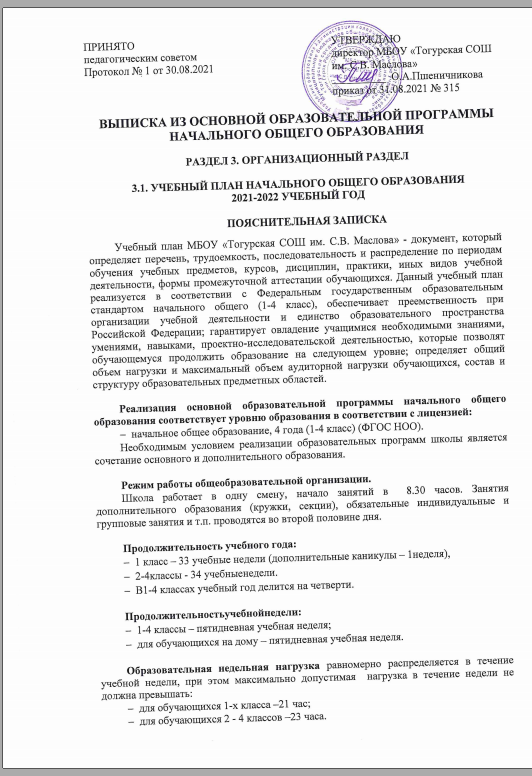 ПРИНЯТО
педагогическим советом
Протокол № 1 от 30.08.2021
УТВЕРЖДАЮ
директор МБОУ «Тогурская СОШ
им. С.В. Маслова»
О.А.Пшеничникова
приказ от 31.08.2021 № 315
ВЫПИСКА ИЗ ОСНОВНОЙ ОБРАЗОВАТЕЛЬНОЙ ПРОГРАММЫ
НАЧАЛЬНОГО ОБЩЕГО ОБРАЗОВАНИЯ
РАЗДЕЛ 3. ОРГАНИЗАЦИОННЫЙ РАЗДЕЛ
3.1. УЧЕБНЫЙ ПЛАН НАЧАЛЬНОГО ОБЩЕГО ОБРАЗОВАНИЯ
2021-2022 УЧЕБНЫЙ ГОД
ПОЯСНИТЕЛЬНАЯ ЗАПИСКА
Учебный план МБОУ «Тогурская СОШ им. С.В. Маслова» - документ, который
определяет перечень, трудоемкость, последовательность и распределение по периодам
обучения учебных предметов, курсов, дисциплин, практики, иных видов учебной
деятельности, формы промежуточной аттестации обучающихся. Данный учебный план
реализуется в соответствии с Федеральным государственным образовательным
стандартом начального общего (1-4 класс), обеспечивает преемственность при
организации учебной деятельности и единство образовательного пространства
Российской Федерации; гарантирует овладение учащимися необходимыми знаниями,
умениями, навыками, проектно-исследовательской деятельностью, которые позволят
обучающемуся продолжить образование на следующем уровне; определяет общий
объем нагрузки и максимальный объем аудиторной нагрузки обучающихся, состав и
структуру образовательных предметных областей.
Реализация основной образовательной программы начального общего
образования соответствует уровню образования в соответствии с лицензией:
– начальное общее образование, 4 года (1-4 класс) (ФГОС НОО).
Необходимым условием реализации образовательных программ школы является
сочетание основного и дополнительного образования.
Режим работы общеобразовательной организации.
Школа работает в одну смену, начало занятий в 8.30 часов. Занятия
дополнительного образования (кружки, секции), обязательные индивидуальные и
групповые занятия и т.п. проводятся во второй половине дня.
Продолжительность учебного года:
– 1 класс – 33 учебные недели (дополнительные каникулы – 1неделя),
– 2-4классы - 34 учебныенедели.
– В1-4 классах учебный год делится на четверти.
Продолжительностьучебнойнедели:
– 1-4 классы – пятидневная учебная неделя;
– для обучающихся на дому – пятидневная учебная неделя.
Образовательная недельная нагрузка равномерно распределяется в течение
учебной недели, при этом максимально допустимая нагрузка в течение недели не
должна превышать:
– для обучающихся 1-х класса –21 час;
– для обучающихся 2 - 4 классов –23 часа.